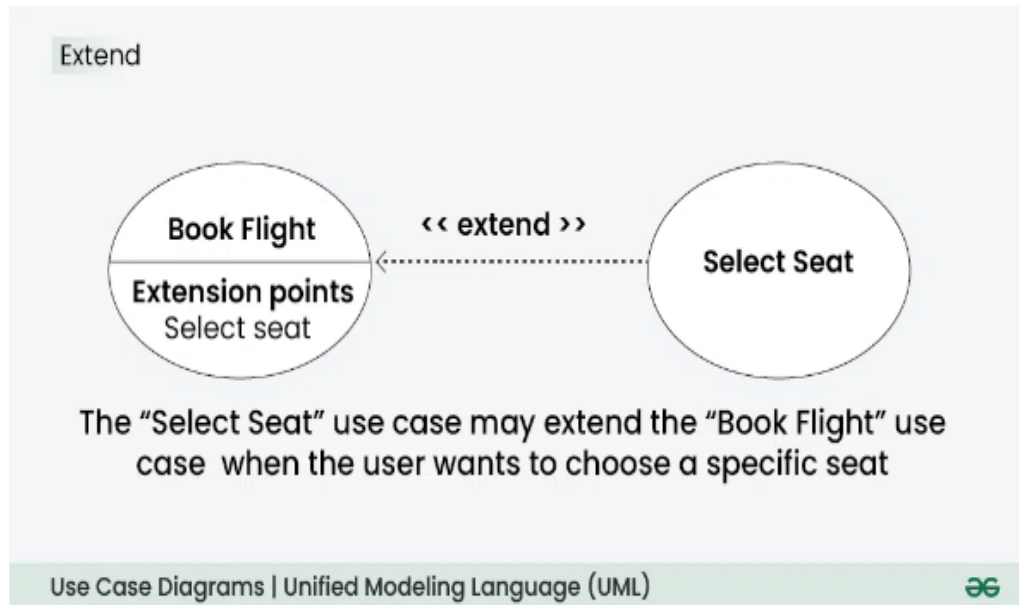 Extend
Book Flight
Extension points
Select seat
‹‹ extend ››
Select Seat
The “Select Seat” use case may extend the “Book Flight” use
case when the user wants to choose a specific seat
Use Case Diagrams | Unified Modeling Language (UML)